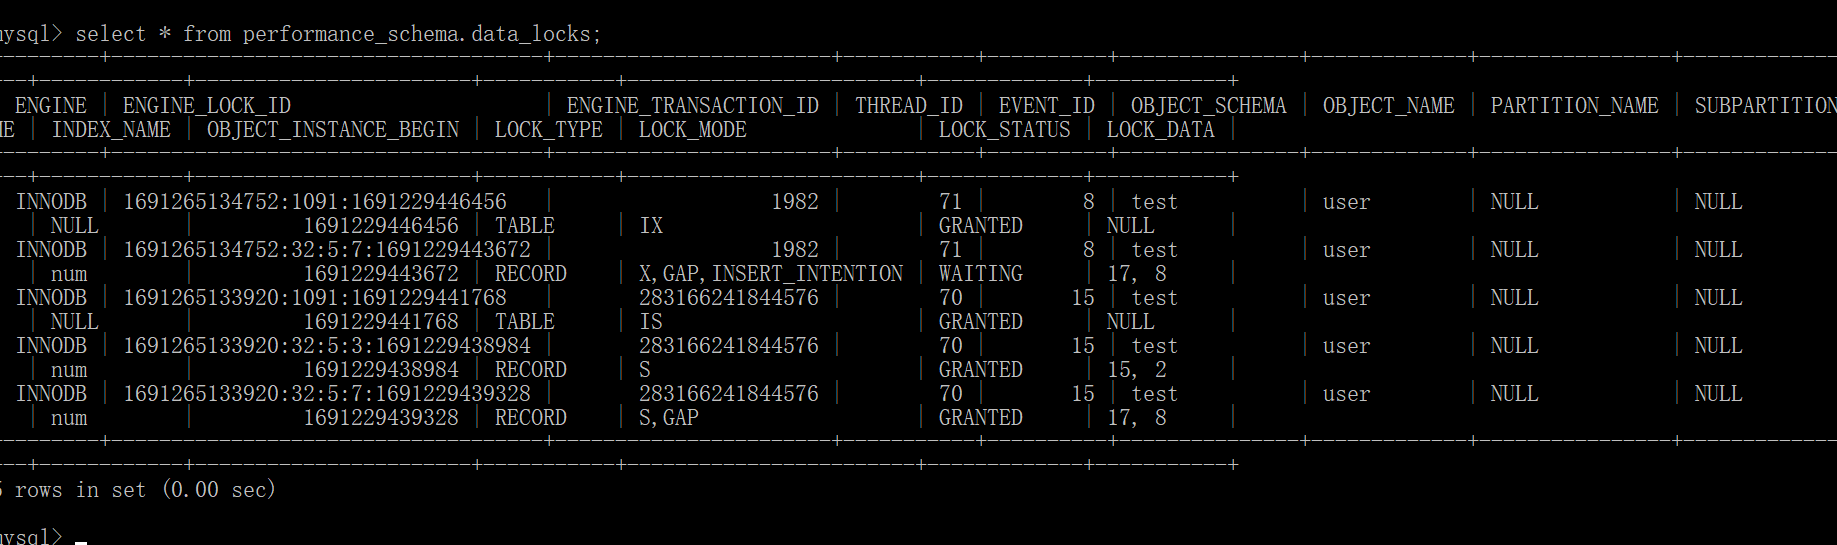 mysql> select * from performance_schema.data_locks;
---------+--------------------------------------+------------------------+-----------+----------+---------------+-------------+----------------+-------------
---+-------------+-----------------------+-----------+------------------------+-------------+-----------+
ENGINE | ENGINE_LOCK_ID | ENGINE_TRANSACTION_ID | THREAD_ID | EVENT_ID | OBJECT_SCHEMA | OBJECT_NAME | PARTITION_NAME | SUBPARTITION
ME | INDEX_NAME | OBJECT_INSTANCE_BEGIN | LOCK_TYPE | LOCK_MODE | LOCK_STATUS | LOCK_DATA |
---------+--------------------------------------+------------------------+-----------+----------+---------------+-------------+----------------+-------------
---+-------------+-----------------------+-----------+------------------------+-------------+-----------+
INNODB | 1691265134752:1091:1691229446456 | 1982 | 71 | 8 | test | user | NULL | NULL
| NULL | 1691229446456 | TABLE | IX | GRANTED | NULL |
INNODB | 1691265134752:32:5:7:1691229443672 | 1982 | 71 | 8 | test | user | NULL | NULL
| num | 1691229443672 | RECORD | X,GAP,INSERT_INTENTION | WAITING | 17, 8 |
INNODB | 1691265133920:1091:1691229441768 | 283166241844576 | 70 | 15 | test | user | NULL | NULL
| NULL | 1691229441768 | TABLE | IS | GRANTED | NULL |
INNODB | 1691265133920:32:5:3:1691229438984 | 283166241844576 | 70 | 15 | test | user | NULL | NULL
| num | 1691229438984 | RECORD | S | GRANTED | 15, 2 |
INNODB | 1691265133920:32:5:7:1691229439328 | 283166241844576 | 70 | 15 | test | user | NULL | NULL
| num | 1691229439328 | RECORD | S,GAP | GRANTED | 17, 8 |
---------+--------------------------------------+------------------------+-----------+----------+---------------+-------------+----------------+-------------
---+-------------+-----------------------+-----------+------------------------+-------------+-----------+
5 rows in set (0.00 sec)
mysql> _